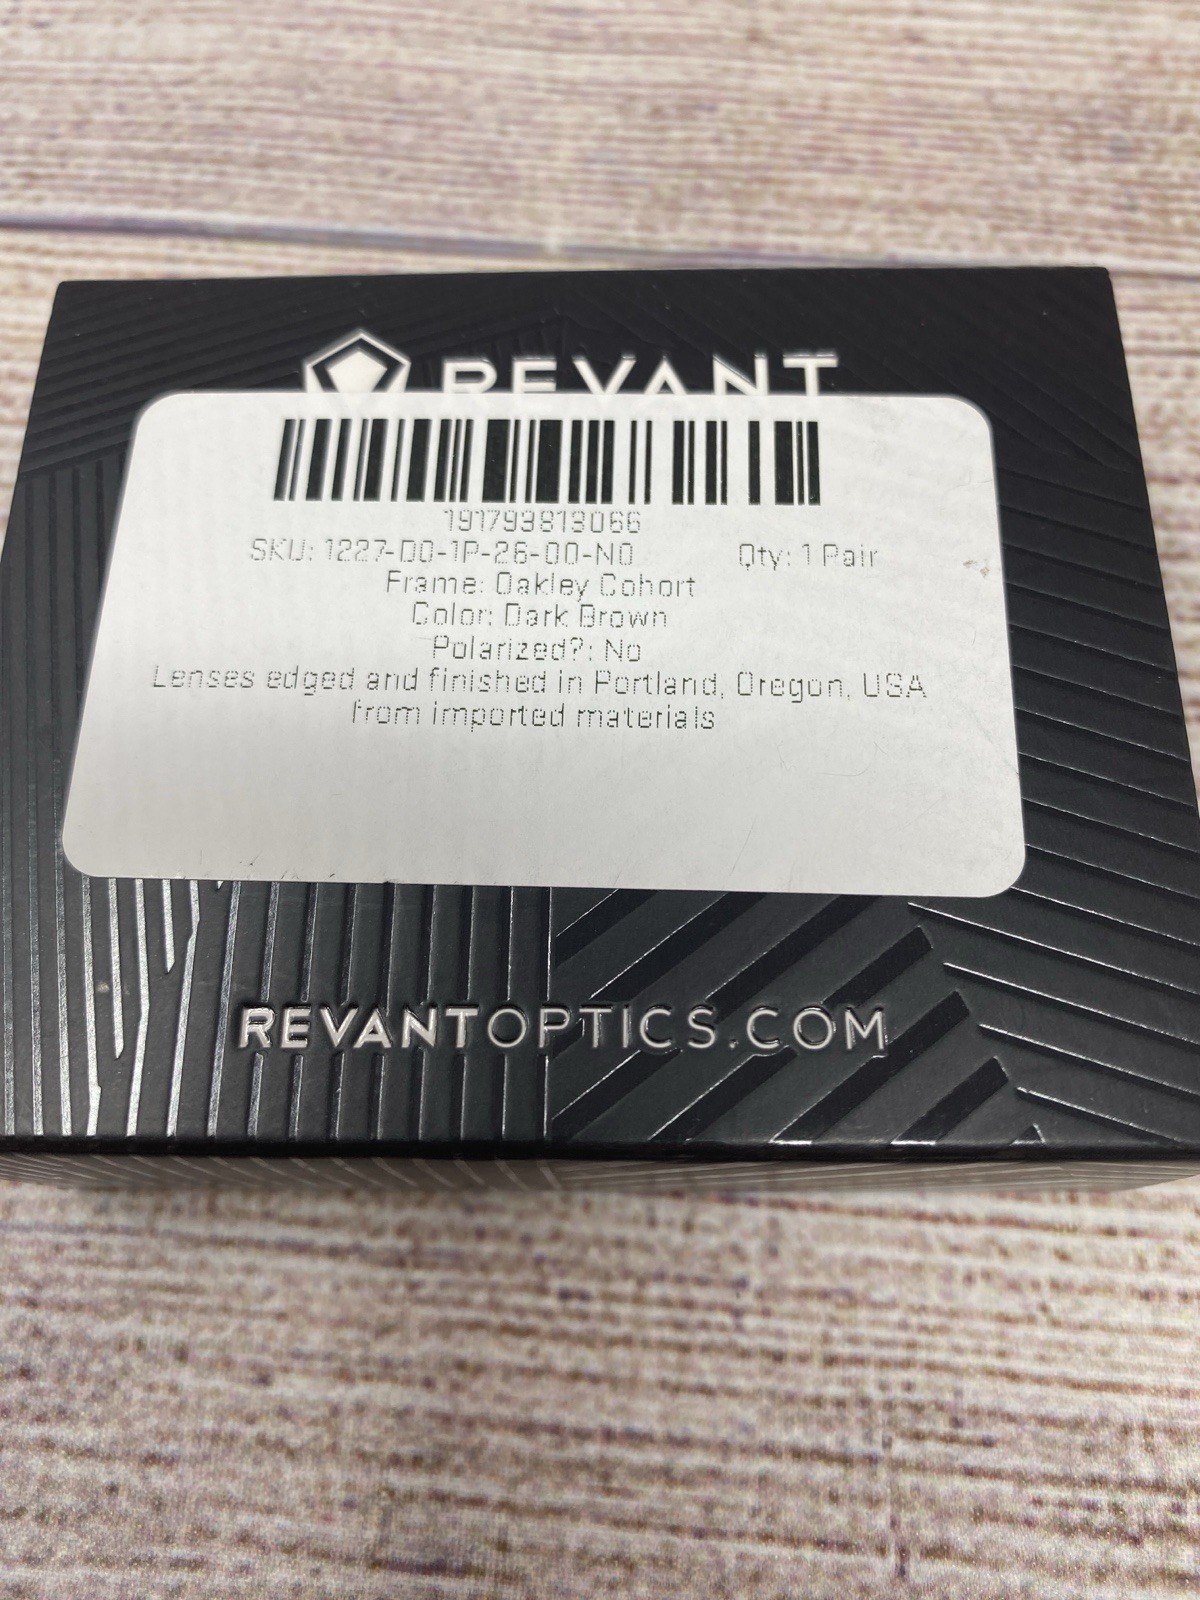 REVANT
191793813066
SKU: 1227-D0-1P-26-00-N0 Qty: 1 Pair
Frame: Oakley Cohort
Color: Dark Brown
Polarized?: No
Lenses edged and finished in Portland, Oregon, USA
from imported materials
REVANTOPTICS.COM